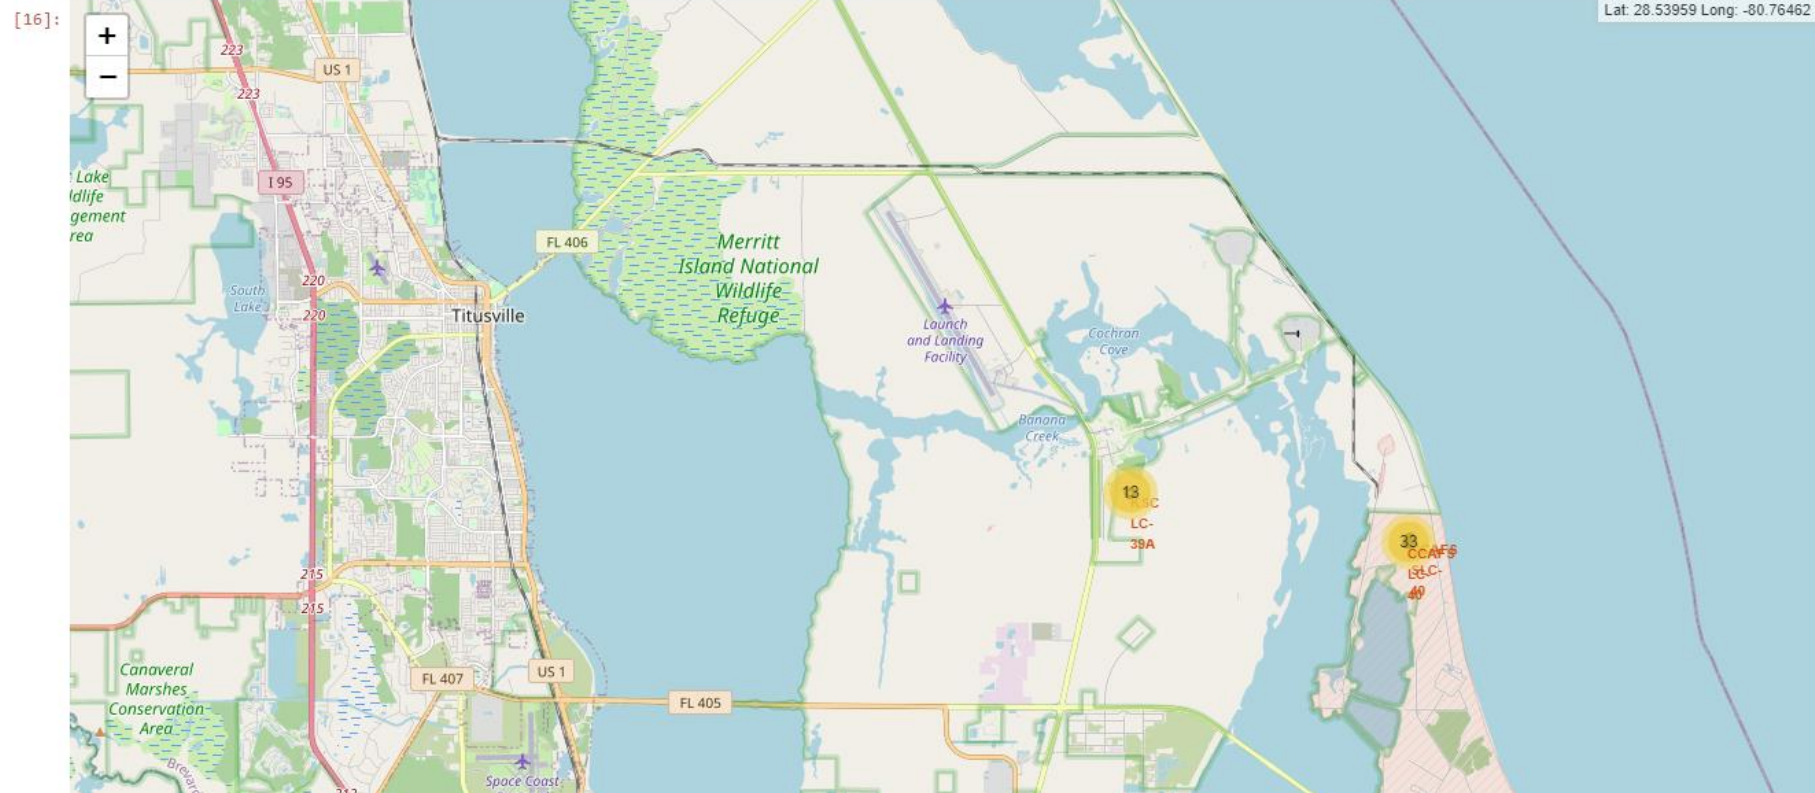 [16]:
+
−
Lat: 28.53959 Long: -80.76462
223
US 1
223
Lake
gement
I 95
FL 406
Merritt
Island National
Wildlife
Refuge
220
South
Lake
220
Titusville
Launch
and Landing
Facility
Cochran
Cove
Banana
Creek
13
LC-
39A
33
SLC-
215
215
Canaveral
Marshes
Conservation
Area
FL 407
US 1
FL 405
Space Coast